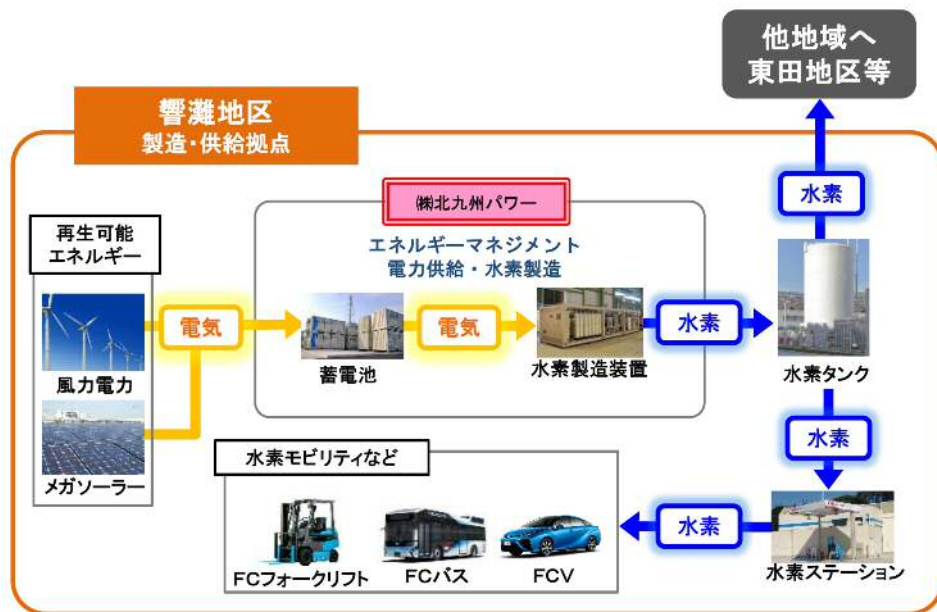 他地域へ
東田地区等
響灘地区
製造・供給拠点
水素
㈱北九州パワー
再生可能
エネルギー
エネルギーマネジメント
電力供給・水素製造
電気
電気
水素
風力電力
蓄電池
水素製造装置
水素タンク
メガソーラー
水素
水素モビリティなど
水素
FCフォークリフト
FCバス
FCV
水素ステーション